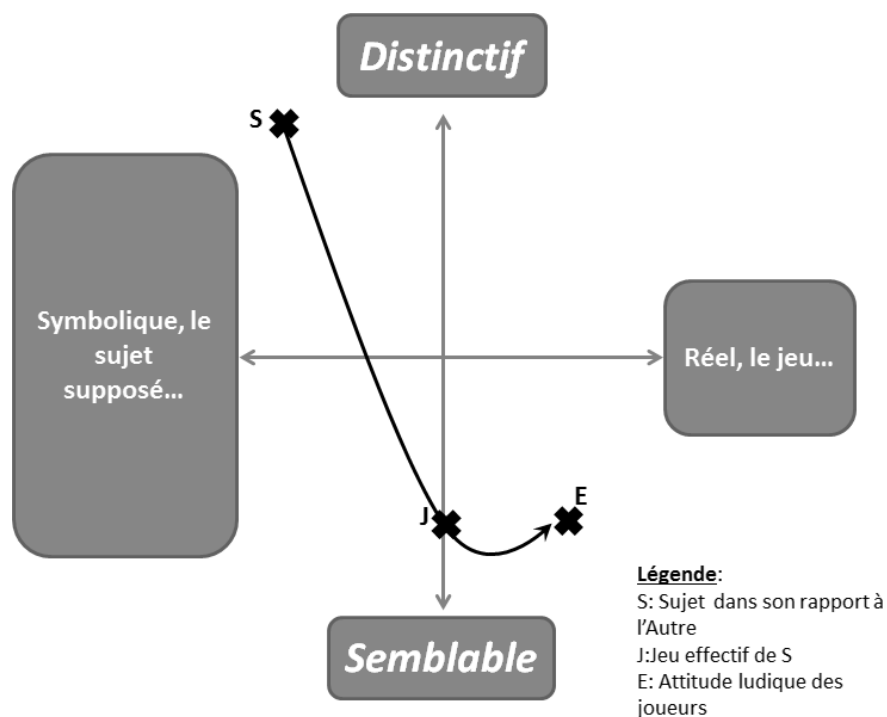 Distinctif
S
Symbolique, le
sujet
supposé...
Réel, le jeu...
E
J
Légende:
S: Sujet dans son rapport à
l'Autre
J:Jeu effectif de S
E: Attitude ludique des
joueurs
Semblable